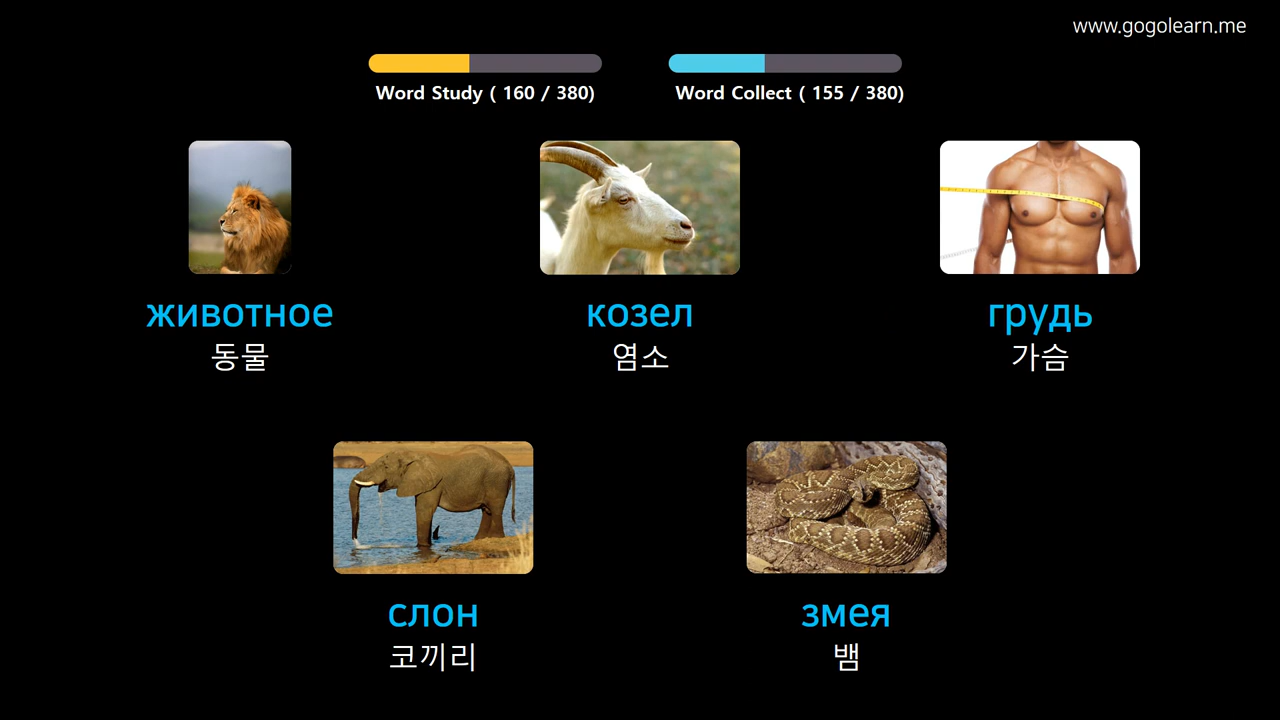 www.gogolearn.me
Word Study ( 160 / 380)
Word Collect ( 155 / 380)
животное
동물
козел
염소
грудь
가슴
слон
코끼리
змея
뱀